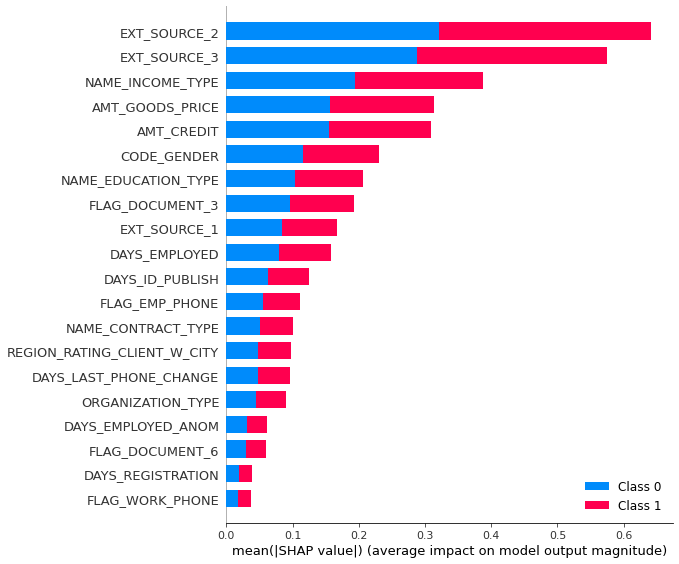 EXT_SOURCE_2
EXT_SOURCE_3
NAME_INCOME_TYPE
AMT_GOODS_PRICE
AMT_CREDIT
CODE_GENDER
NAME_EDUCATION_TYPE
FLAG_DOCUMENT_3
EXT_SOURCE_1
DAYS_EMPLOYED
DAYS_ID_PUBLISH
FLAG_EMP_PHONE
NAME_CONTRACT_TYPE
REGION_RATING_CLIENT_W_CITY
DAYS_LAST_PHONE_CHANGE
ORGANIZATION_TYPE
DAYS_EMPLOYED_ANOM
FLAG_DOCUMENT_6
DAYS_REGISTRATION
FLAG_WORK_PHONE
Class 0
Class 1
0.0 0.1 0.2 0.3 0.4 0.5 0.6
mean(|SHAP value|) (average impact on model output magnitude)